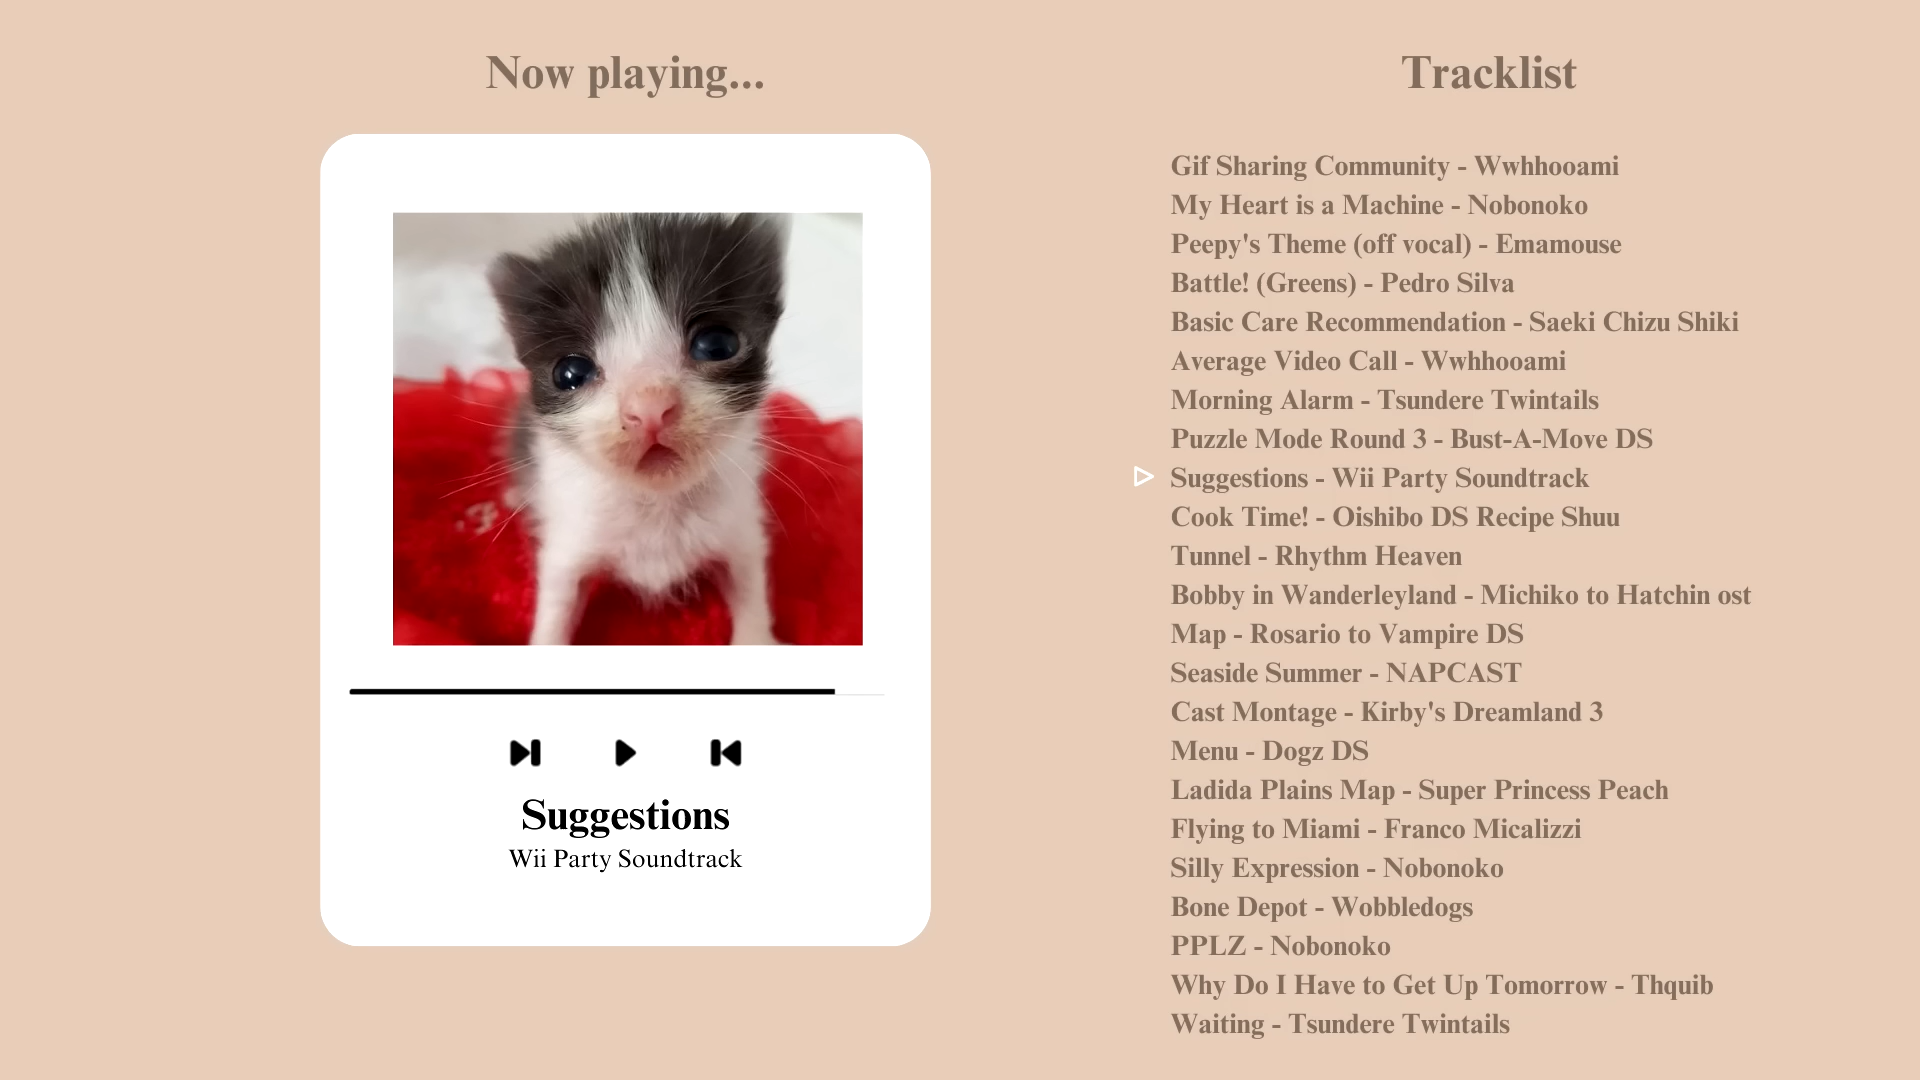 Now playing...
Suggestions
Wii Party Soundtrack
Tracklist
Gif Sharing Community - Wwhhooami
My Heart is a Machine - Nobonoko
Peepy's Theme (off vocal) - Emamouse
Battle! (Greens) - Pedro Silva
Basic Care Recommendation - Saeki Chizu Shiki
Average Video Call - Wwhhooami
Morning Alarm - Tsundere Twintails
Puzzle Mode Round 3 - Bust-A-Move DS
Suggestions - Wii Party Soundtrack
Cook Time! - Oishibo DS Recipe Shuu
Tunnel - Rhythm Heaven
Bobby in Wanderleyland - Michiko to Hatchin ost
Map - Rosario to Vampire DS
Seaside Summer - NAPCAST
Cast Montage - Kirby's Dreamland 3
Menu - Dogz DS
Ladida Plains Map - Super Princess Peach
Flying to Miami - Franco Micalizzi
Silly Expression - Nobonoko
Bone Depot - Wobbledogs
PPLZ - Nobonoko
Why Do I Have to Get Up Tomorrow - Thquib
Waiting - Tsundere Twintails